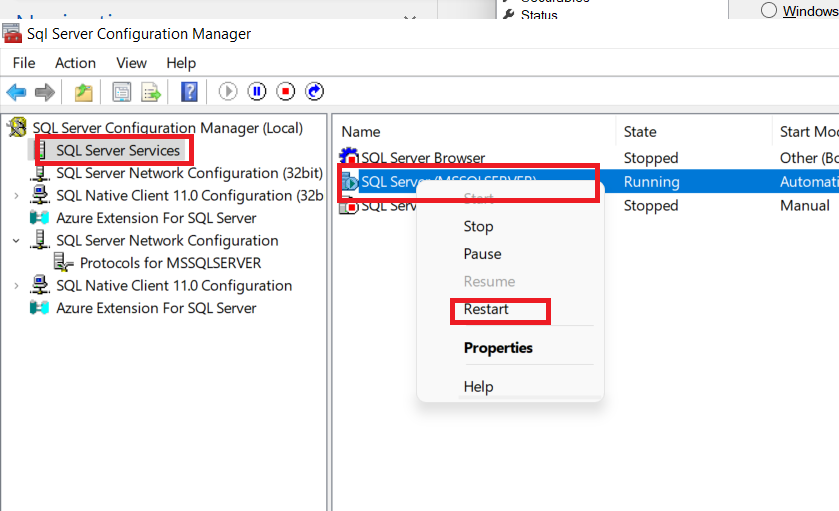 Status
Windows
Sql Server Configuration Manager
File Action View Help
SQL Server Configuration Manager (Local)
SQL Server Services
SQL Server Network Configuration (32bit)
SQL Native Client 11.0 Configuration (32b
Azure Extension For SQL Server
SQL Server Network Configuration
Protocols for MSSQLSERVER
SQL Native Client 11.0 Configuration
Azure Extension For SQL Server
Name State Start Mo
SQL Server Browser Stopped Other (Bo
SQL Server (MSSQLSERVER) Running Automati
SQL Serv Stopped Manual
Start
Stop
Pause
Resume
Restart
Properties
Help